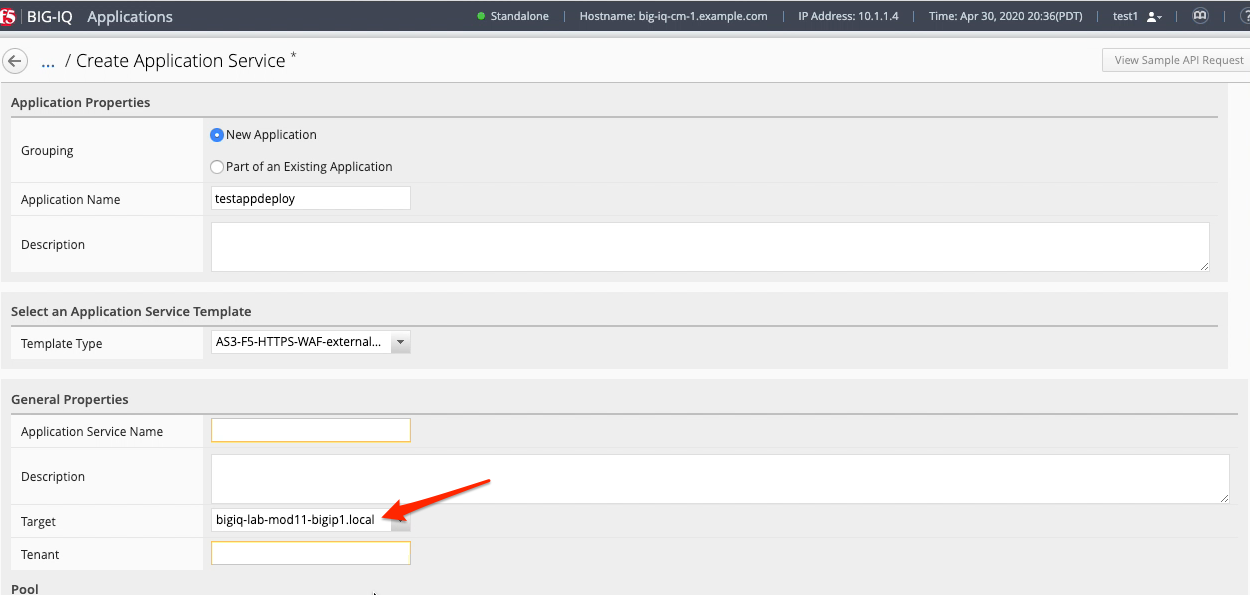 f5 BIG-IQ Applications Standalone Hostname: big-iq-cm-1.example.com IP Address: 10.1.1.4 Time: Apr 30, 2020 20:36(PDT) test1
... / Create Application Service *
View Sample API Request
Application Properties
Grouping
New Application
Part of an Existing Application
Application Name
testappdeploy
Description
Select an Application Service Template
Template Type
AS3-F5-HTTPS-WAF-external...
General Properties
Application Service Name
Description
Target
bigiq-lab-mod11-bigip1.local
Tenant
Pool